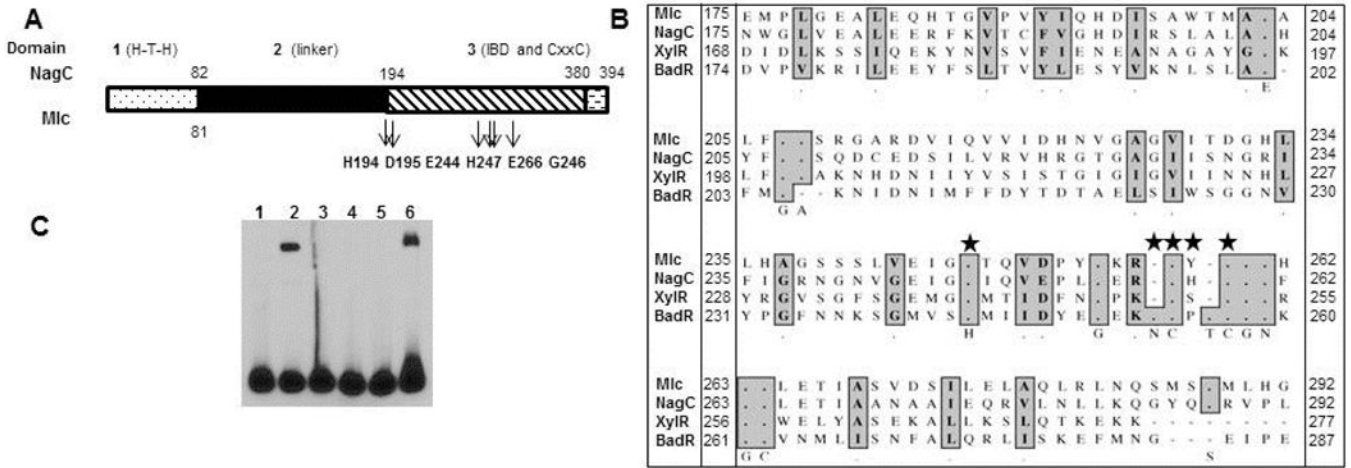 A
Domain 1 (H-T-H) 2 (linker) 3 (IBD and CxxC)
NagC 82 194 380 394
Mlc
81
H194 D195 E244 H247 E266 G246
B
Mlc 175 E M P L G E A L E Q H T G V P V Y I Q H D I S A W T M A . A 204
NagC 175 N W G L V E A L E E R F K V T C F V G H D I R S L A L A . H 204
XylR 168 D I D L K S S I Q E K Y N V S V F I E N E A N A G A Y G . K 197
BadR 174 D V P V K R I L E E Y F S L T V Y L E S Y V K N L S L A . - 202
. . . . . . E
Mlc 205 L F . . S R G A R D V I Q V V I D H N V G A G V I T D G H L 234
NagC 205 Y F . . S Q D C E D S I L V R V H R G T G A G I I S N G R I 234
XylR 198 L F . . A K N H D N I I Y V S I S T G I G I G V I I N N H L 227
BadR 203 F M . - - K N I D N I M F F D Y T D T A E L S I W S G G N V 230
G A . . .
★ ★ ★ ★ ★
Mlc 235 L H A G S S S L V E I G . T Q V D P Y . K R . . Y - . . . H 262
NagC 235 F I G R N G N V G E I G . I Q V E P L . E R . . H - . . . F 262
XylR 228 Y R G V S G F S G E M G . M T I D F N . P K . . S - . . . R 255
BadR 231 Y P G F N N K S G M V S . M I I D Y E . E K . . P . . . . K 260
. . H . . G . N C T C G N
Mlc 263 . . L E T I A S V D S I L E L A Q L R L N Q S M S . M L H G 292
NagC 263 . . L E T I A A N A A I E Q R V L N L L K Q G Y Q . R V P L 292
XylR 256 . . W E L Y A S E K A L L K S L Q T K E K K - - - - - - - - 277
BadR 261 . . V N M L I S N F A L Q R L I S K E F M N G - - - E I P E 287
G C . . . S
C
1 2 3 4 5 6